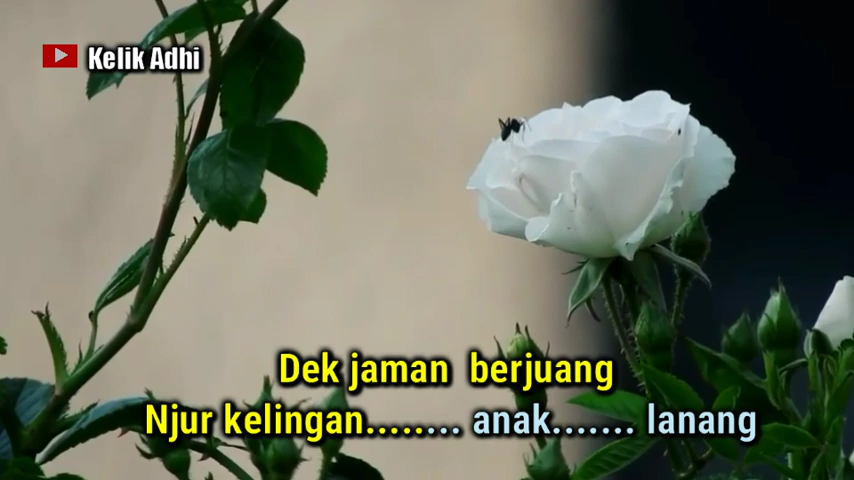 Kelik Adhi
Dek jaman berjuang
Njur kelingan........ anak....... lanang